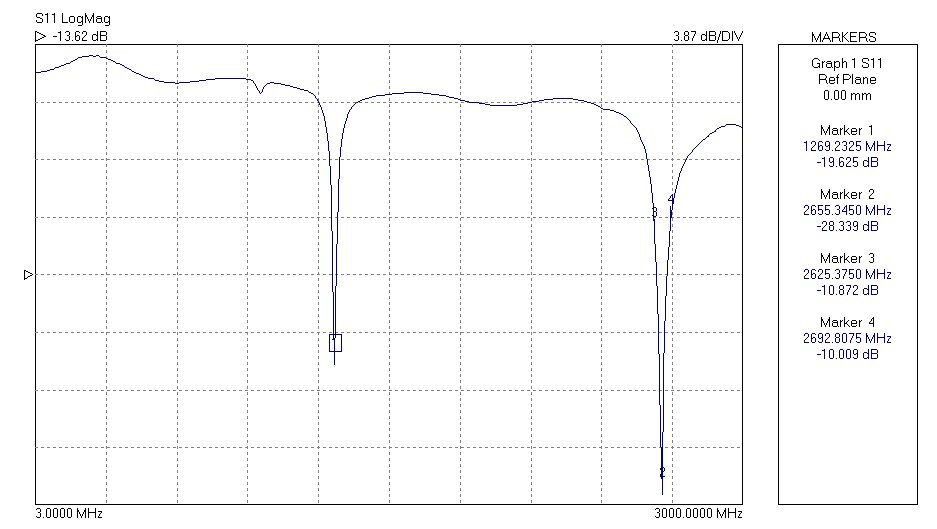 S11 LogMag
-13.62 dB
3.87 dB/DIV
3
4
2
3.0000 MHz
3000.0000 MHz
MARKERS
Graph 1 S11
Ref Plane
0.00 mm
Marker 1
1269.2325 MHz
-19.625 dB
Marker 2
2655.3450 MHz
-28.339 dB
Marker 3
2625.3750 MHz
-10.872 dB
Marker 4
2692.8075 MHz
-10.009 dB